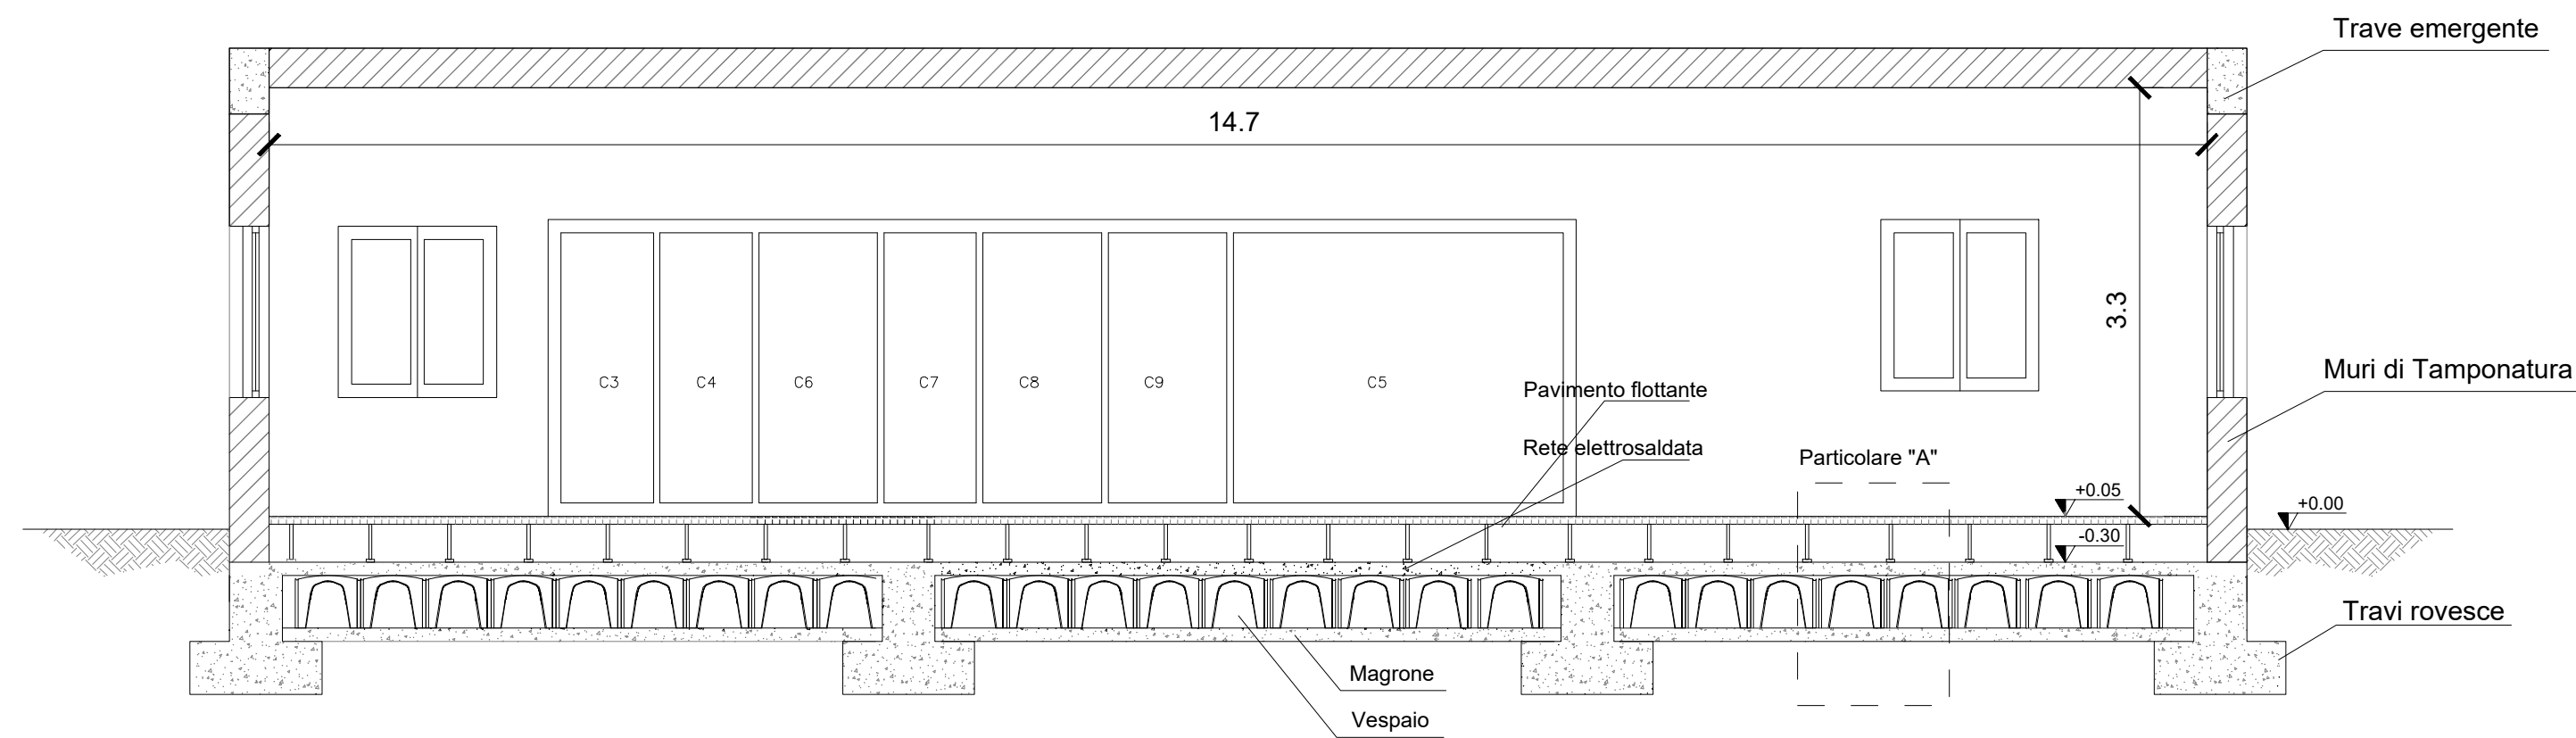 Trave emergente
14.7
3.3
Muri di Tamponatura
C3
C4
C6
C7
C8
C9
C5
Pavimento flottante
Rete elettrosaldata
Particolare "A"
+0.05
+0.00
-0.30
Travi rovesce
Magrone
Vespaio